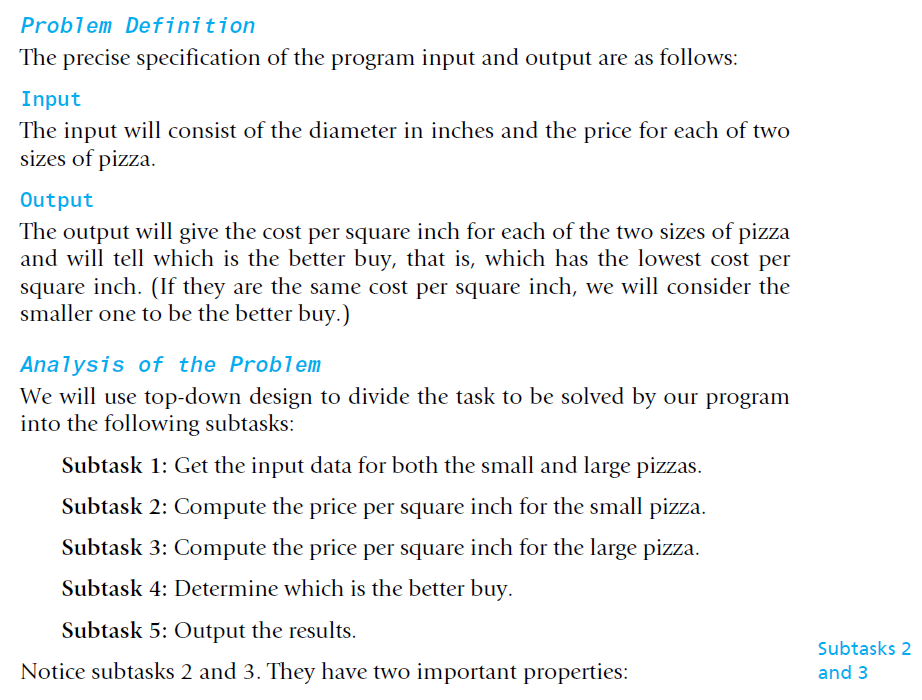 Problem Definition
The precise specification of the program input and output are as follows:
Input
The input will consist of the diameter in inches and the price for each of two
sizes of pizza.
Output
The output will give the cost per square inch for each of the two sizes of pizza
and will tell which is the better buy, that is, which has the lowest cost per
square inch. (If they are the same cost per square inch, we will consider the
smaller one to be the better buy.)
Analysis of the Problem
We will use top-down design to divide the task to be solved by our program
into the following subtasks:
Subtask 1: Get the input data for both the small and large pizzas.
Subtask 2: Compute the price per square inch for the small pizza.
Subtask 3: Compute the price per square inch for the large pizza.
Subtask 4: Determine which is the better buy.
Subtask 5: Output the results.
Notice subtasks 2 and 3. They have two important properties:
Subtasks 2
and 3